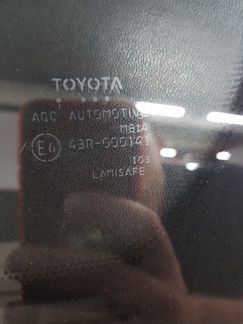 TOYOTA
AGC AUTOMOTIVE
M814
E6 43R-000141
LAMISAFE